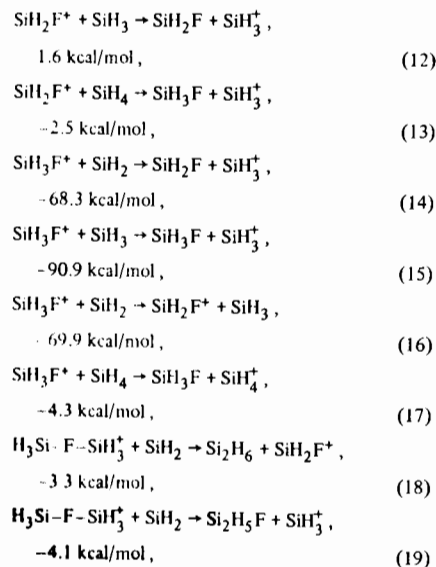 SiH₂F⁺ + SiH₃ → SiH₂F + SiH₃⁺,
1.6 kcal/mol, (12)
SiH₂F⁺ + SiH₄ → SiH₃F + SiH₃⁺,
−2.5 kcal/mol, (13)
SiH₃F⁺ + SiH₂ → SiH₂F + SiH₃⁺,
-68.3 kcal/mol, (14)
SiH₃F⁺ + SiH₃ → SiH₃F + SiH₃⁺,
-90.9 kcal/mol, (15)
SiH₃F⁺ + SiH₂ → SiH₂F⁺ + SiH₃,
·69.9 kcal/mol, (16)
SiH₃F⁺ + SiH₄ → SiH₃F + SiH₄⁺,
−4.3 kcal/mol, (17)
H₃Si·F−SiH₃⁺ + SiH₂ → Si₂H₆ + SiH₂F⁺,
−3.3 kcal/mol, (18)
H₃Si−F−SiH₃⁺ + SiH₂ → Si₂H₅F + SiH₃⁺,
−4.1 kcal/mol, (19)